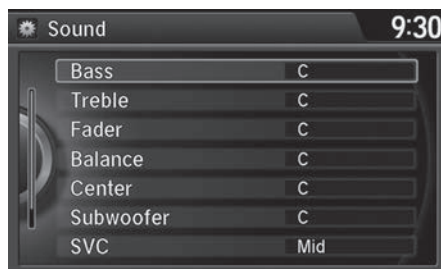 Sound 9:30
Bass C
Treble C
Fader C
Balance C
Center C
Subwoofer C
SVC Mid